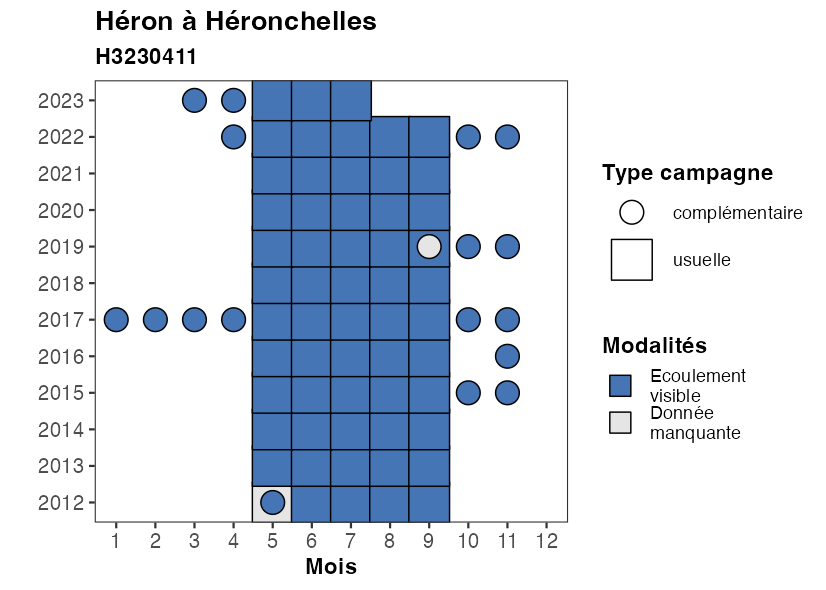 Héron à Héronchelles
H3230411
2023
2022
2021
2020
2019
2018
2017
2016
2015
2014
2013
2012
1 2 3 4 5 6 7 8 9 10 11 12
Mois
Type campagne
complémentaire
usuelle
Modalités
Ecoulement
visible
Donnée
manquante